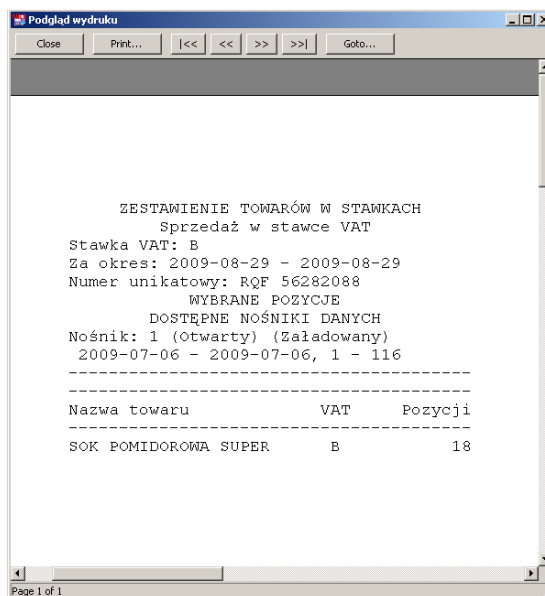 Podgląd wydruku
Close Print... |<< << >> >>| Goto...
ZESTAWIENIE TOWARÓW W STAWKACH
Sprzedaż w stawce VAT
Stawka VAT: B
Za okres: 2009-08-29 - 2009-08-29
Numer unikatowy: RQF 56282088
WYBRANE POZYCJE
DOSTĘPNE NOŚNIKI DANYCH
Nośnik: 1 (Otwarty) (Załadowany)
2009-07-06 - 2009-07-06, 1 - 116
----------------------------------------
----------------------------------------
Nazwa towaru VAT Pozycji
----------------------------------------
SOK POMIDOROWA SUPER B 18
Page 1 of 1